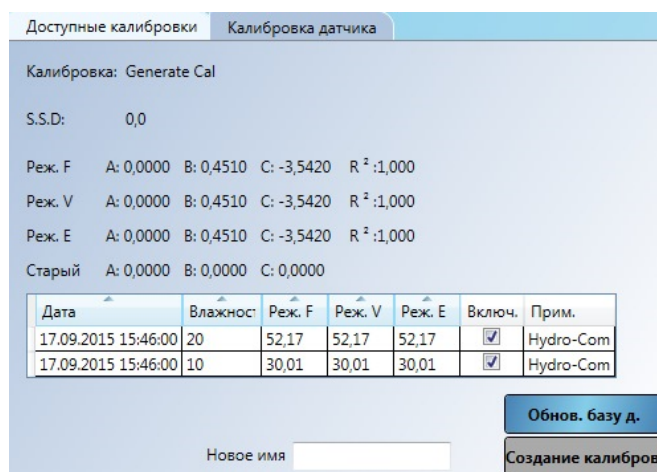 Доступные калибровки Калибровка датчика
Калибровка: Generate Cal
S.S.D: 0,0
Реж. F A: 0,0000 B: 0,4510 C: -3,5420 R ² :1,000
Реж. V A: 0,0000 B: 0,4510 C: -3,5420 R ² :1,000
Реж. E A: 0,0000 B: 0,4510 C: -3,5420 R ² :1,000
Старый A: 0,0000 B: 0,0000 C: 0,0000
Дата Влажност Реж. F Реж. V Реж. E Включ. Прим.
17.09.2015 15:46:00 20 52,17 52,17 52,17 Hydro-Com
17.09.2015 15:46:00 10 30,01 30,01 30,01 Hydro-Com
Обнов. базу д.
Новое имя Создание калибров